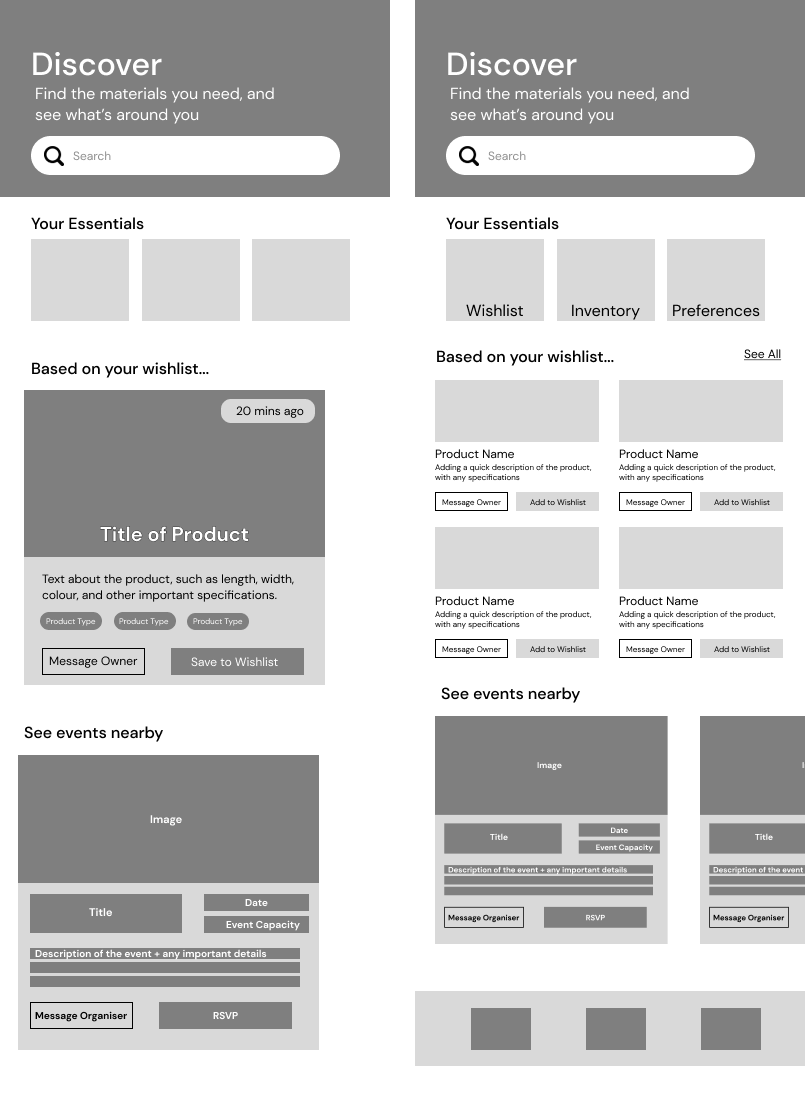 Discover
Find the materials you need, and
see what’s around you
Search
Your Essentials
Based on your wishlist...
20 mins ago
Title of Product
Text about the product, such as length, width,
colour, and other important specifications.
Product Type Product Type Product Type
Message Owner Save to Wishlist
See events nearby
Image
Title
Date
Event Capacity
Description of the event + any important details
Message Organiser RSVP
Discover
Find the materials you need, and
see what’s around you
Search
Your Essentials
Wishlist Inventory Preferences
Based on your wishlist... See All
Product Name
Adding a quick description of the product,
with any specifications
Message Owner Add to Wishlist
Product Name
Adding a quick description of the product,
with any specifications
Message Owner Add to Wishlist
Product Name
Adding a quick description of the product,
with any specifications
Message Owner Add to Wishlist
Product Name
Adding a quick description of the product,
with any specifications
Message Owner Add to Wishlist
See events nearby
Image
Title
Date
Event Capacity
Description of the event + any important details
Message Organiser RSVP
Title
Description of the event
Message Organiser